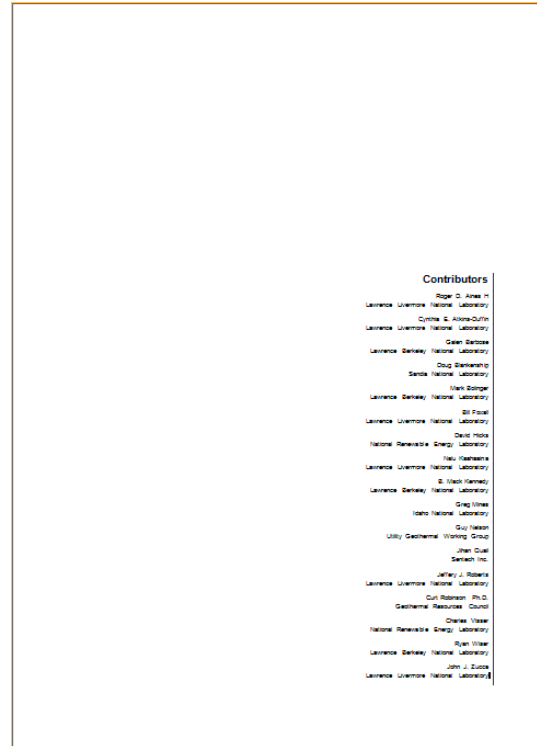 Contributors
Roger D. Aines H
Lawrence Livermore National Laboratory
Cynthia E. Atkins-Duffin
Lawrence Livermore National Laboratory
Galen Barbose
Lawrence Berkeley National Laboratory
Doug Blankenship
Sandia National Laboratory
Mark Bolinger
Lawrence Berkeley National Laboratory
Bill Foxall
Lawrence Livermore National Laboratory
David Hicks
National Renewable Energy Laboratory
Nalu Kaahaaina
Lawrence Livermore National Laboratory
B. Mack Kennedy
Lawrence Berkeley National Laboratory
Greg Mines
Idaho National Laboratory
Guy Nelson
Utility Geothermal Working Group
Jihan Quail
Sentech Inc.
Jeffery J. Roberts
Lawrence Livermore National Laboratory
Curt Robinson Ph.D.
Geothermal Resources Council
Charles Visser
National Renewable Energy Laboratory
Ryan Wiser
Lawrence Berkeley National Laboratory
John J. Zucca
Lawrence Livermore National Laboratory